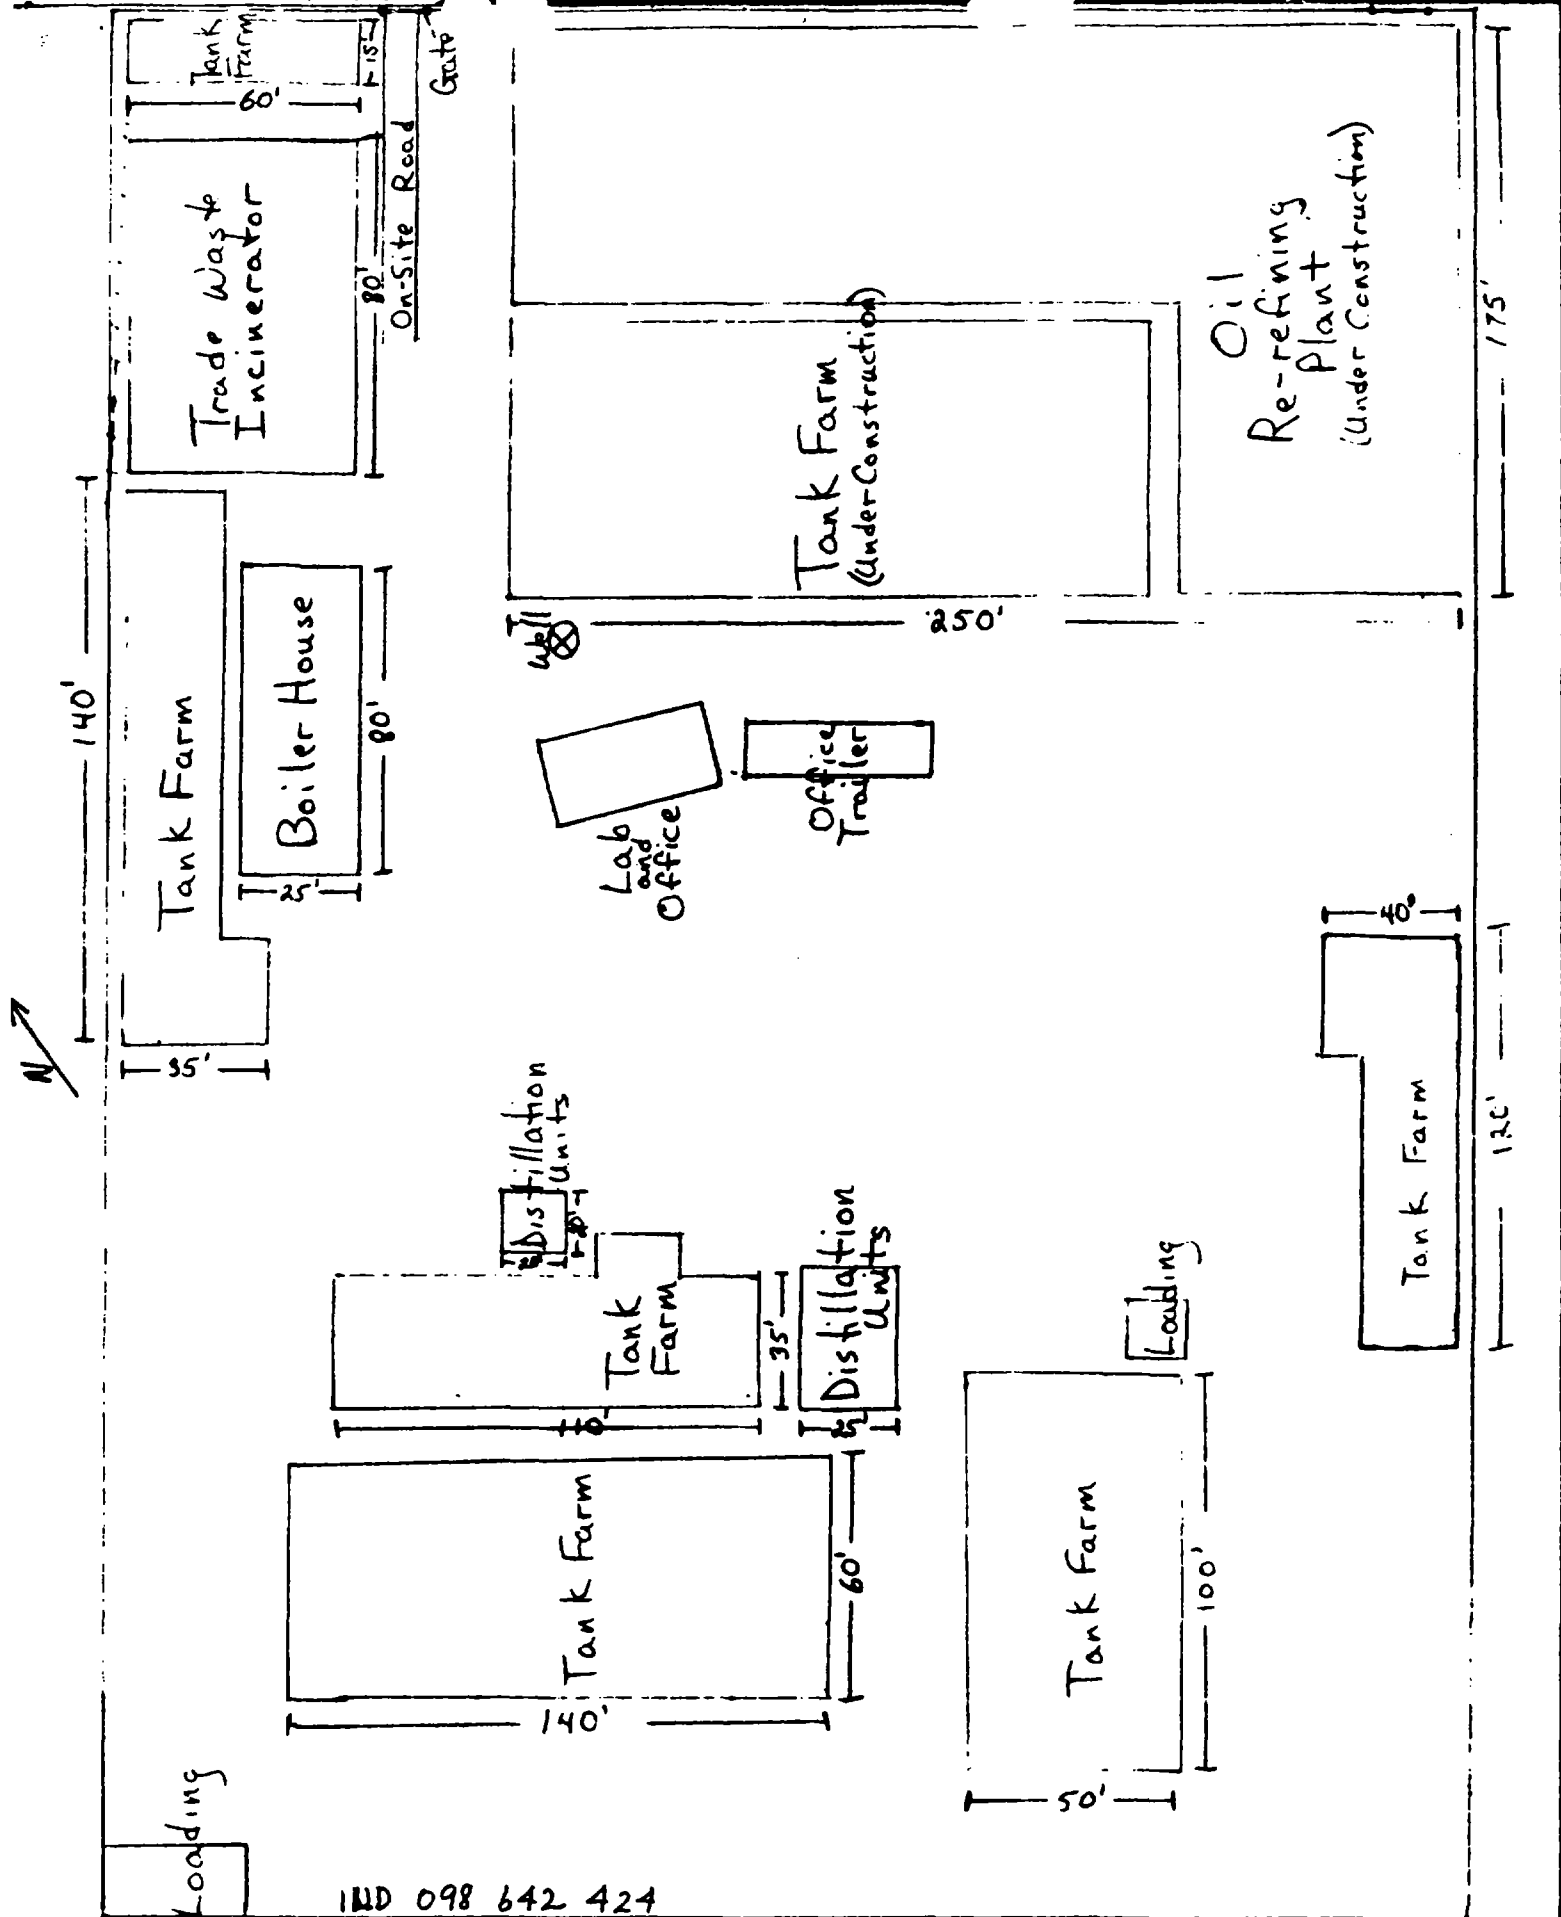 Tank
Farm
15'
60'
Gate
On-Site Road
Trade Waste
Incinerator
80'
Oil
Re-refining
Plant
(Under Construction)
175'
Tank Farm
(Under Construction)
250'
Well
140'
Tank Farm
Boiler House
80'
25'
35'
Lab
and
Office
Office
Trailer
N
40'
Tank Farm
120'
Distillation
Units
20'
Tank
Farm
35'
Distillation
Units
25'
Loading
Tank Farm
60'
140'
Tank Farm
100'
50'
Loading
IND 098 642 424